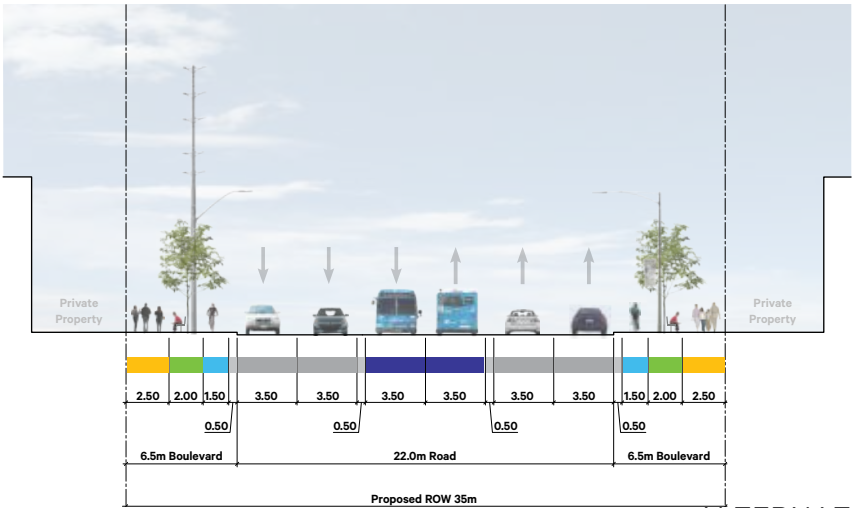 Private
Property
Private
Property
2.50 2.00 1.50 3.50 3.50 3.50 3.50 3.50 3.50 1.50 2.00 2.50
0.50 0.50 0.50 0.50
6.5m Boulevard 22.0m Road 6.5m Boulevard
Proposed ROW 35m